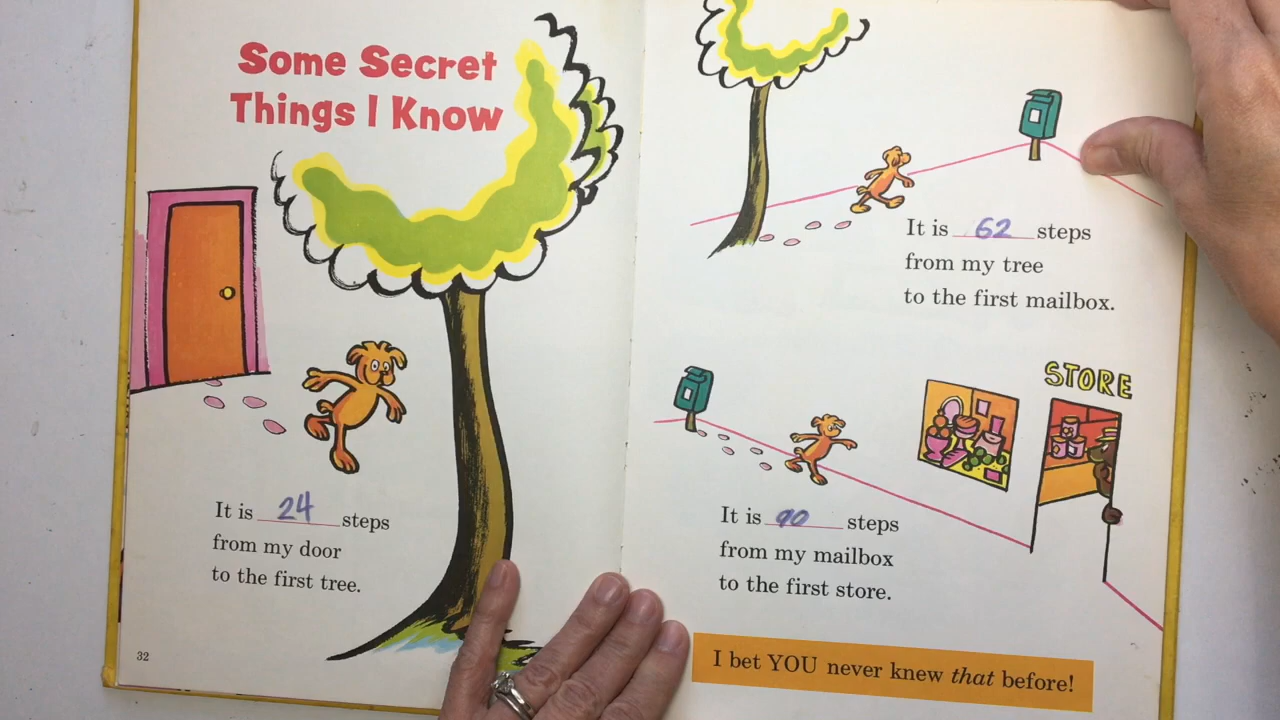 Some Secret
Things I Know
It is 24 steps
from my door
to the first tree.
32
It is 62 steps
from my tree
to the first mailbox.
STORE
It is 90 steps
from my mailbox
to the first store.
I bet YOU never knew that before!